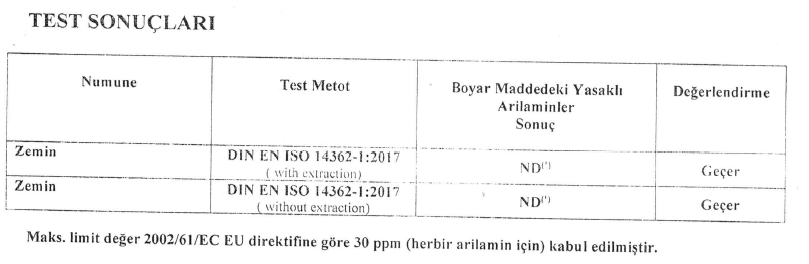 TEST SONUÇLARI
Numune
Test Metot
Boyar Maddedeki Yasaklı
Arilaminler
Sonuç
Değerlendirme
Zemin
DIN EN ISO 14362-1:2017
( with extraction)
ND(*)
Geçer
Zemin
DIN EN ISO 14362-1:2017
( without extraction)
ND(*)
Geçer
Maks. limit değer 2002/61/EC EU direktifine göre 30 ppm (herbir arilamin için) kabul edilmiştir.